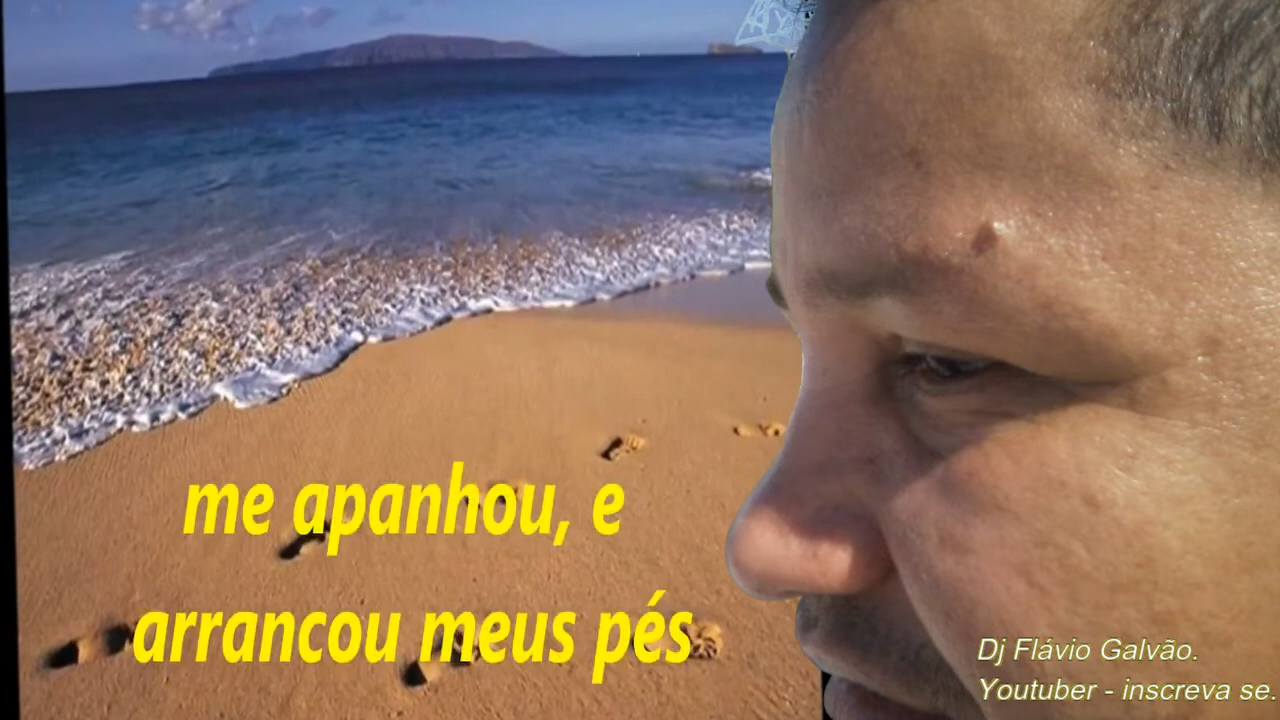 me apanhou, e
arrancou meus pés
Dj Flávio Galvão.
Youtuber - inscreva se.